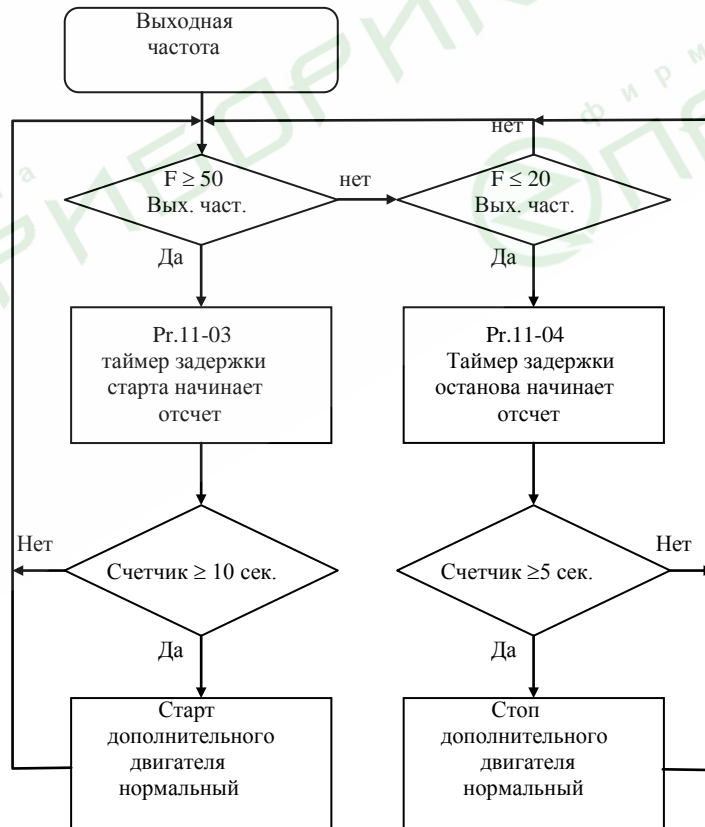 Выходная
частота
нет
F ≥ 50
Вых. част.
нет
F ≤ 20
Вых. част.
Да
Да
Pr.11-03
таймер задержки
старта начинает
отсчет
Pr.11-04
Таймер задержки
останова начинает
отсчет
Нет
Счетчик ≥ 10 сек.
Счетчик ≥5 сек.
Нет
Да
Да
Старт
дополнительного
двигателя
нормальный
Стоп
дополнительного
двигателя
нормальный